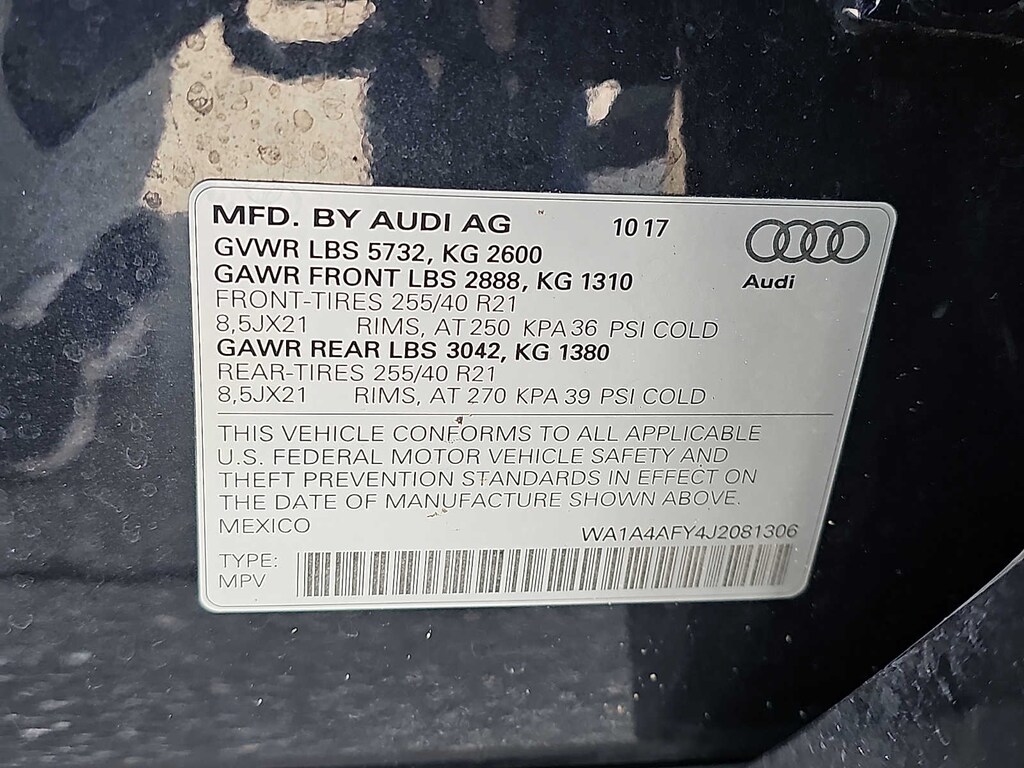 MFD. BY AUDI AG 10 17
Audi
GVWR LBS 5732, KG 2600
GAWR FRONT LBS 2888, KG 1310
FRONT-TIRES 255/40 R21
8,5JX21 RIMS, AT 250 KPA 36 PSI COLD
GAWR REAR LBS 3042, KG 1380
REAR-TIRES 255/40 R21
8,5JX21 RIMS, AT 270 KPA 39 PSI COLD
THIS VEHICLE CONFORMS TO ALL APPLICABLE
U.S. FEDERAL MOTOR VEHICLE SAFETY AND
THEFT PREVENTION STANDARDS IN EFFECT ON
THE DATE OF MANUFACTURE SHOWN ABOVE.
MEXICO WA1A4AFY4J2081306
TYPE:
MPV